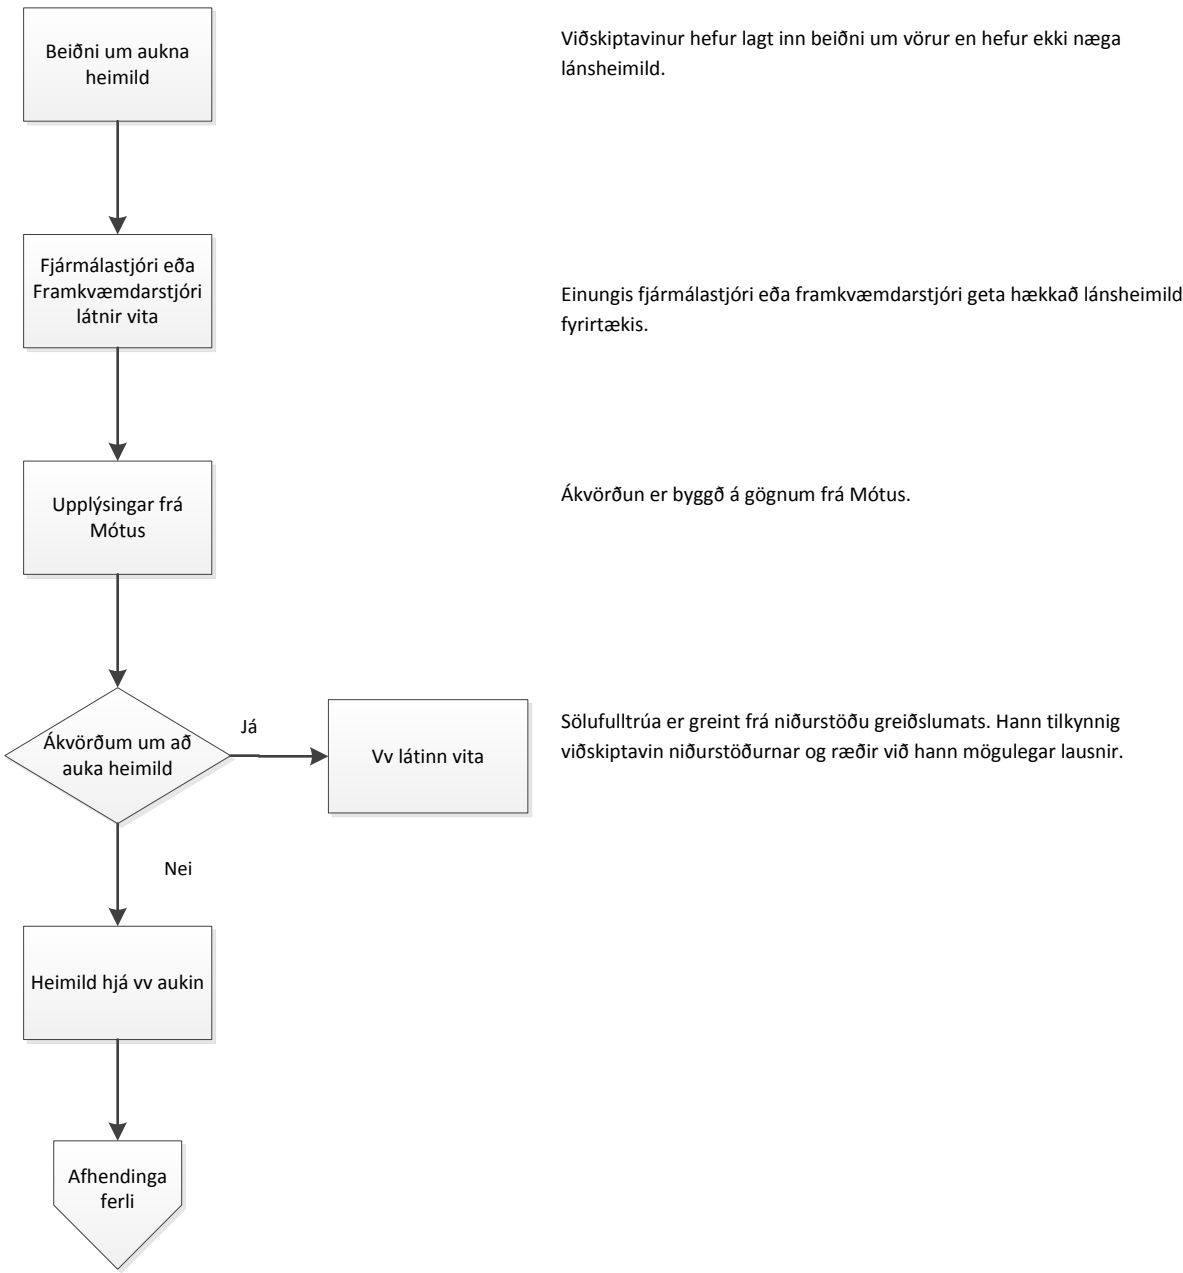 Beiðni um aukna
heimild
Viðskiptavinur hefur lagt inn beiðni um vörur en hefur ekki næga
lánsheimild.
Fjármálastjóri eða
Framkvæmdarstjóri
látnir vita
Einungis fjármálastjóri eða framkvæmdarstjóri geta hækkað lánsheimild
fyrirtækis.
Upplýsingar frá
Mótus
Ákvörðun er byggð á gögnum frá Mótus.
Ákvörðum um að
auka heimild
Já
Vv látinn vita
Sölufulltrúa er greint frá niðurstöðu greiðslumats. Hann tilkynnig
viðskiptavin niðurstöðurnar og ræðir við hann mögulegar lausnir.
Nei
Heimild hjá vv aukin
Afhendinga
ferli